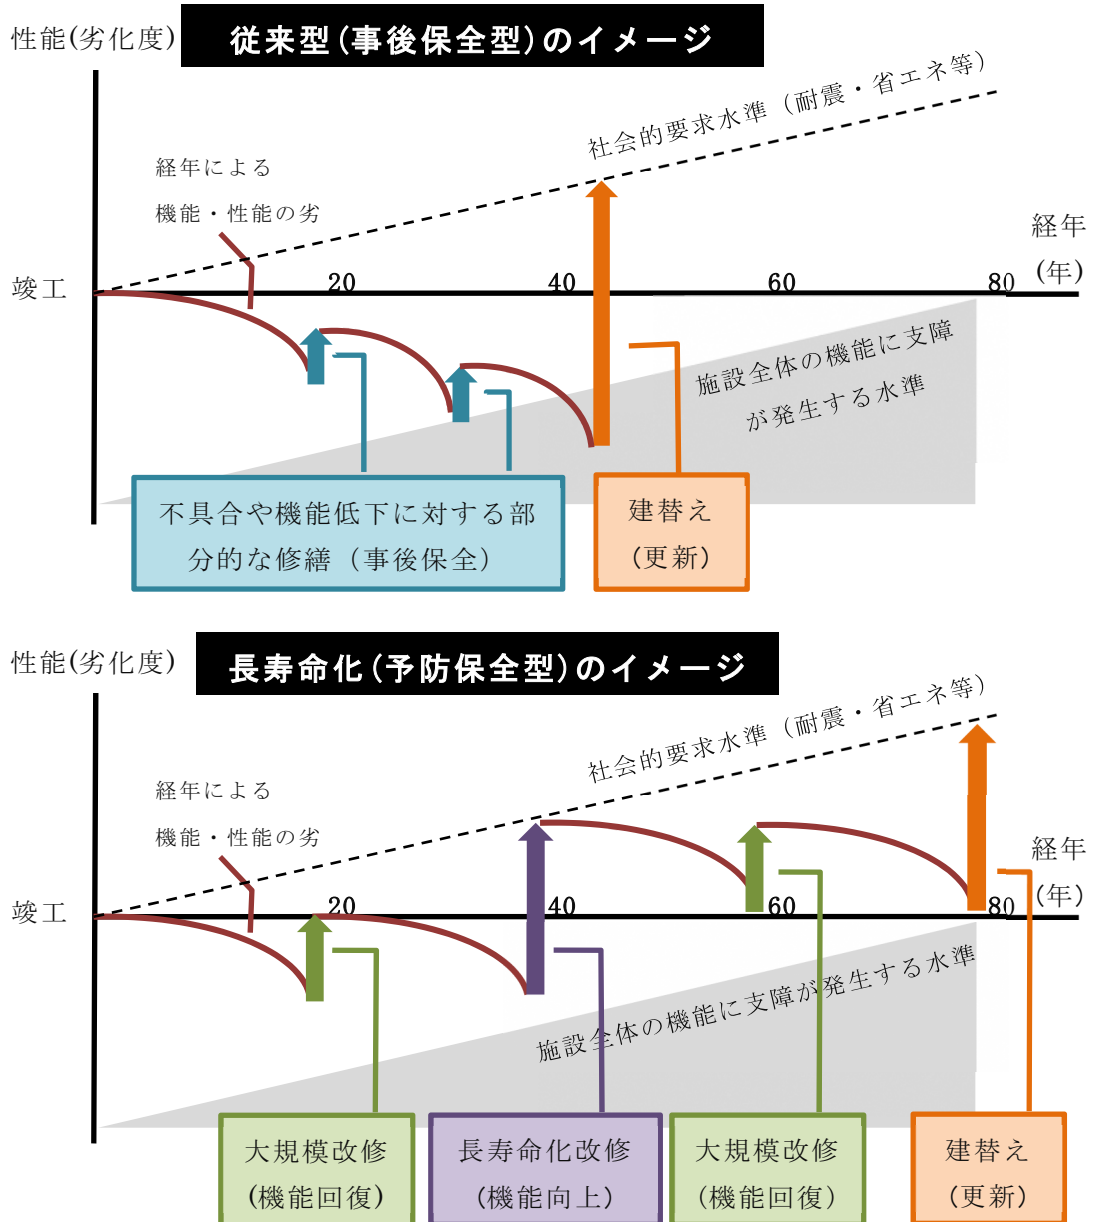 性能(劣化度)
従来型(事後保全型)のイメージ
社会的要求水準（耐震・省エネ等）
経年による
機能・性能の劣
経年
(年)
竣工
20
40
60
80
施設全体の機能に支障
が発生する水準
不具合や機能低下に対する部
分的な修繕（事後保全）
建替え
(更新)
性能(劣化度)
長寿命化(予防保全型)のイメージ
社会的要求水準（耐震・省エネ等）
経年による
機能・性能の劣
経年
(年)
竣工
20
40
60
80
施設全体の機能に支障が発生する水準
大規模改修
(機能回復)
長寿命化改修
(機能向上)
大規模改修
(機能回復)
建替え
(更新)